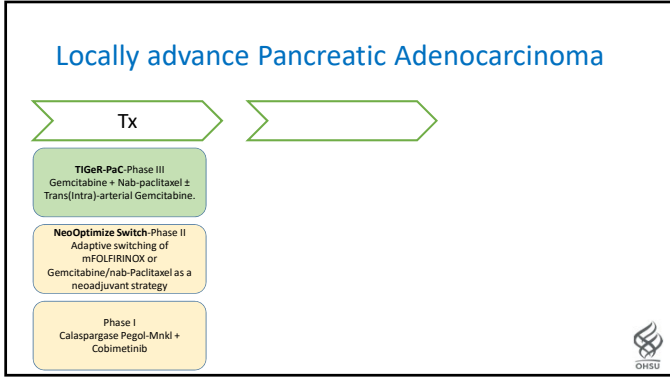 Locally advance Pancreatic Adenocarcinoma
Tx
TIGeR-PaC-Phase III
Gemcitabine + Nab-paclitaxel ±
Trans(Intra)-arterial Gemcitabine.
NeoOptimize Switch-Phase II
Adaptive switching of
mFOLFIRINOX or
Gemcitabine/nab-Paclitaxel as a
neoadjuvant strategy
Phase I
Calaspargase Pegol-Mnkl +
Cobimetinib
OHSU